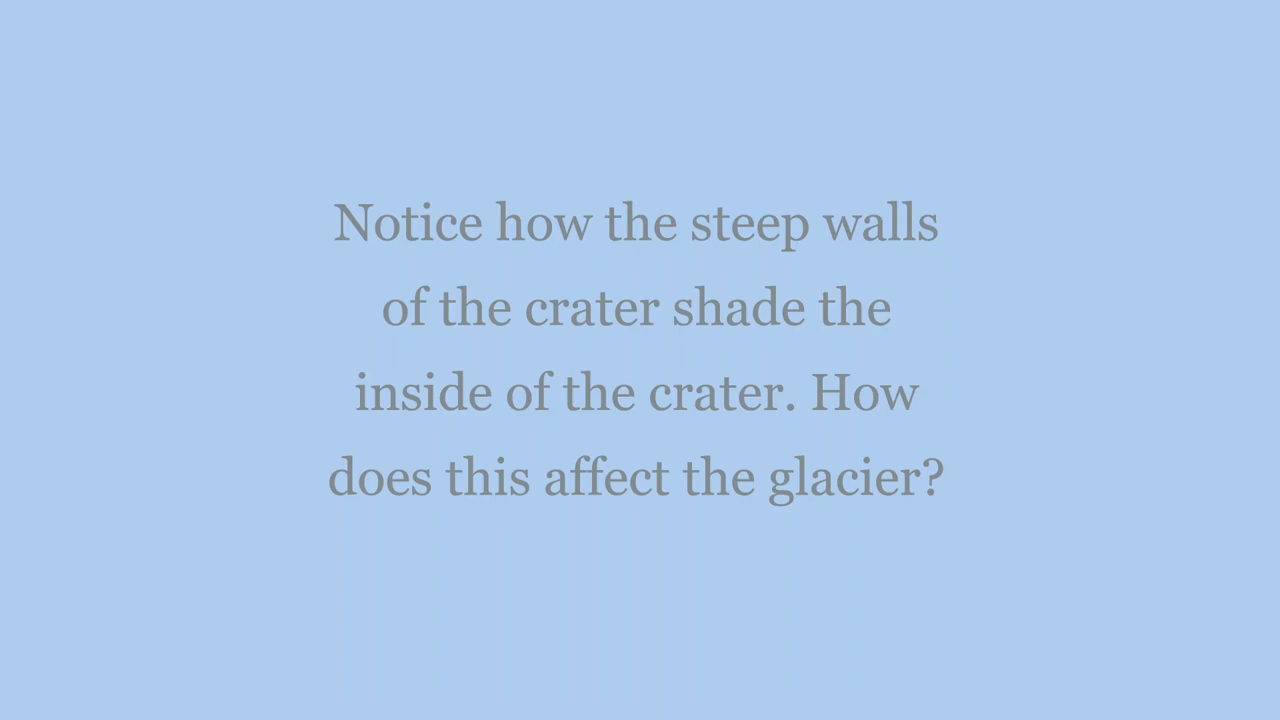 Notice how the steep walls
of the crater shade the
inside of the crater. How
does this affect the glacier?